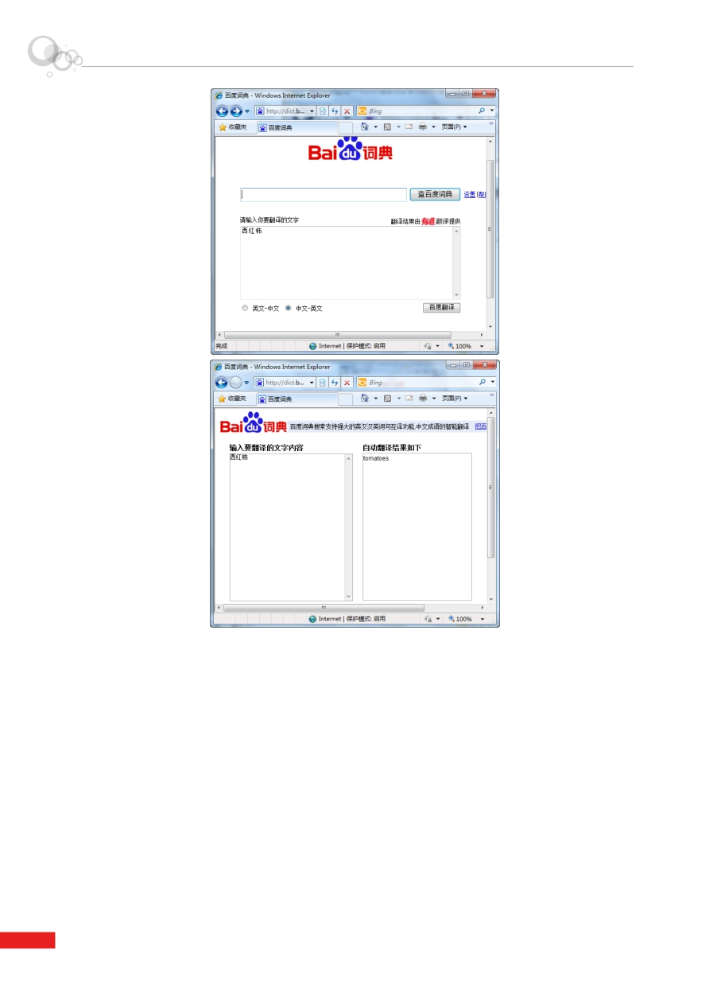 百度词典 - Windows Internet Explorer
http://dict.b... Bing
收藏夹 百度词典 页面(P)
Bai du 词典
查百度词典 设置 | 帮
请输入你要翻译的文字 翻译结果由 有道 翻译提供
西红柿
英文-中文 中文-英文 百度翻译
完成 Internet | 保护模式: 启用 100%
百度词典 - Windows Internet Explorer
http://dict.b... Bing
收藏夹 百度词典 页面(P)
Bai du 词典 百度词典搜索支持强大的英汉汉英词句互译功能,中文成语的智能翻译 把百
输入要翻译的文字内容 自动翻译结果如下
西红柿 tomatoes
Internet | 保护模式: 启用 100%